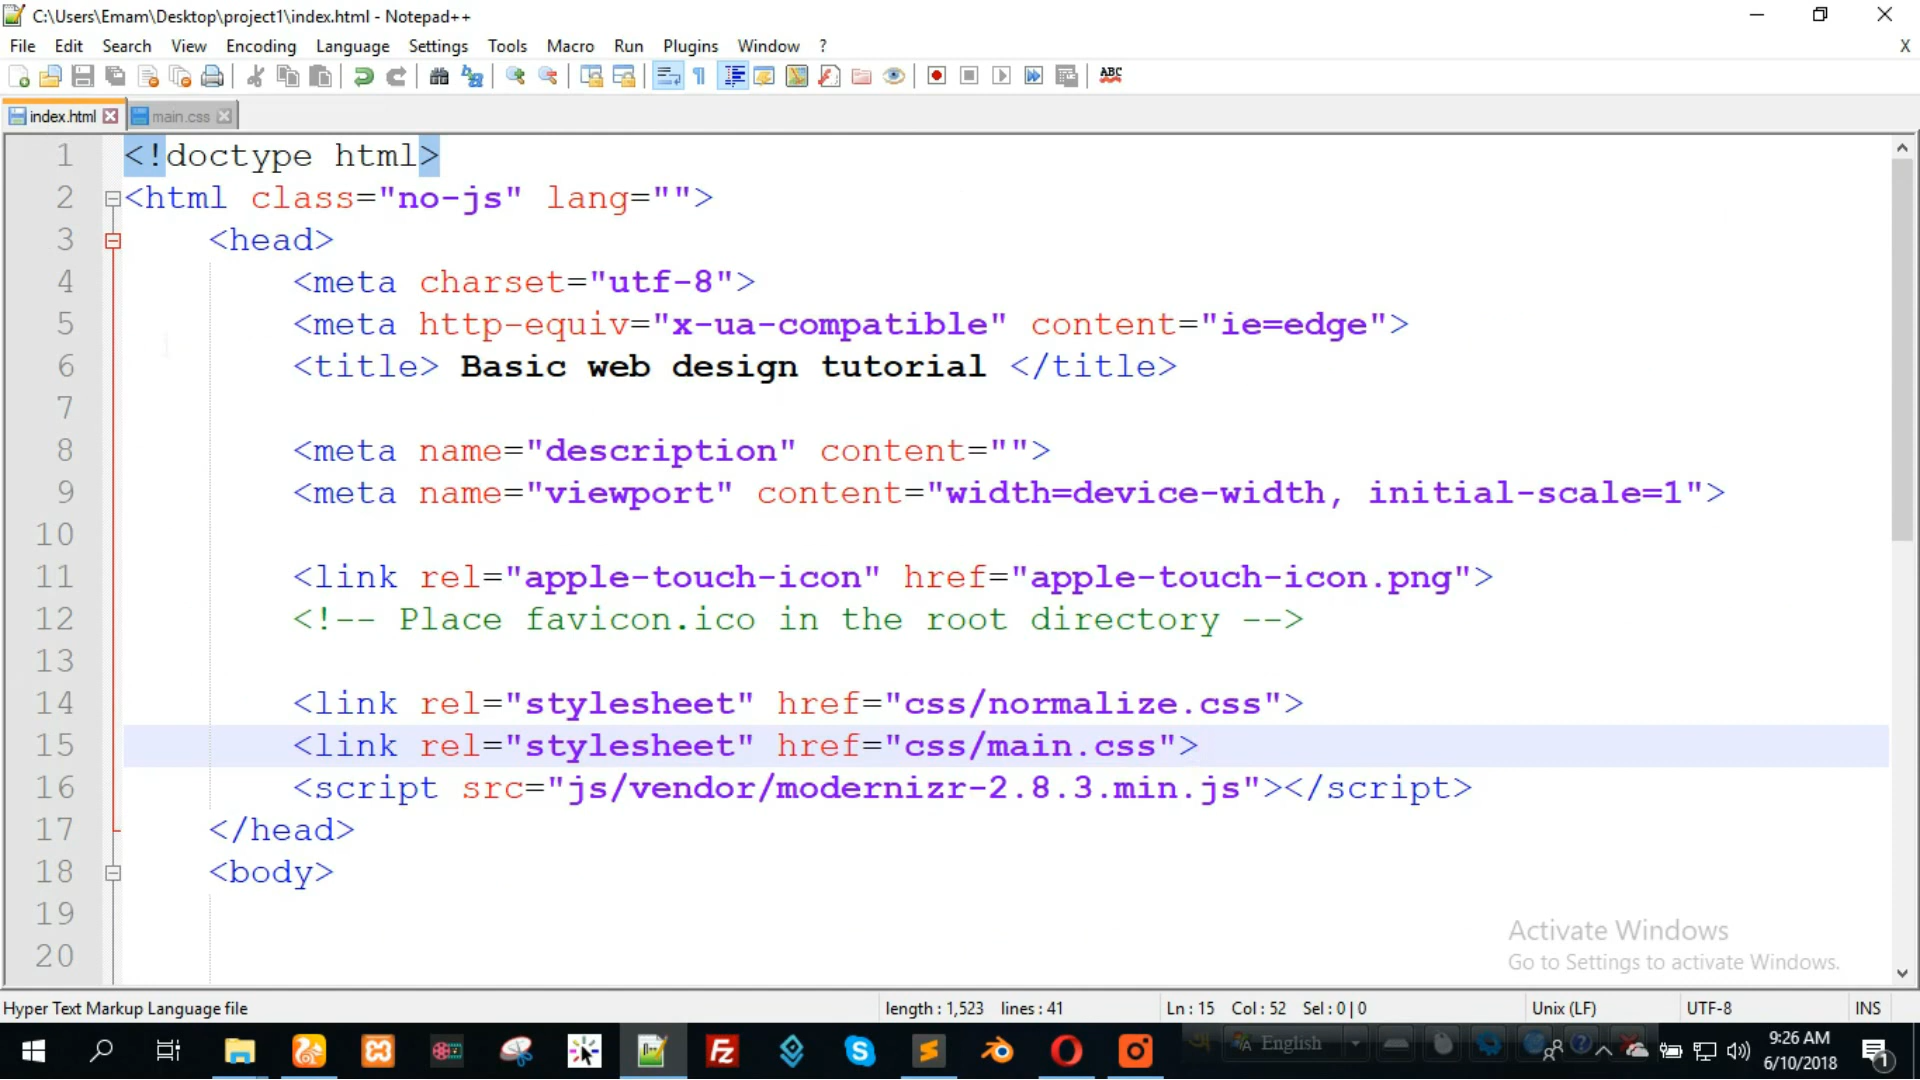 C:\Users\Emam\Desktop\project1\index.html - Notepad++
File Edit Search View Encoding Language Settings Tools Macro Run Plugins Window ? X
ABC
index.html main.css
1 <!doctype html>
2 <html class="no-js" lang="">
3 <head>
4 <meta charset="utf-8">
5 <meta http-equiv="x-ua-compatible" content="ie=edge">
6 <title> Basic web design tutorial </title>
7
8 <meta name="description" content="">
9 <meta name="viewport" content="width=device-width, initial-scale=1">
10
11 <link rel="apple-touch-icon" href="apple-touch-icon.png">
12 <!-- Place favicon.ico in the root directory -->
13
14 <link rel="stylesheet" href="css/normalize.css">
15 <link rel="stylesheet" href="css/main.css">
16 <script src="js/vendor/modernizr-2.8.3.min.js"></script>
17 </head>
18 <body>
19
20
Activate Windows
Go to Settings to activate Windows.
Hyper Text Markup Language file length : 1,523 lines : 41 Ln : 15 Col : 52 Sel : 0 | 0 Unix (LF) UTF-8 INS
Fz English 9:26 AM
6/10/2018 1